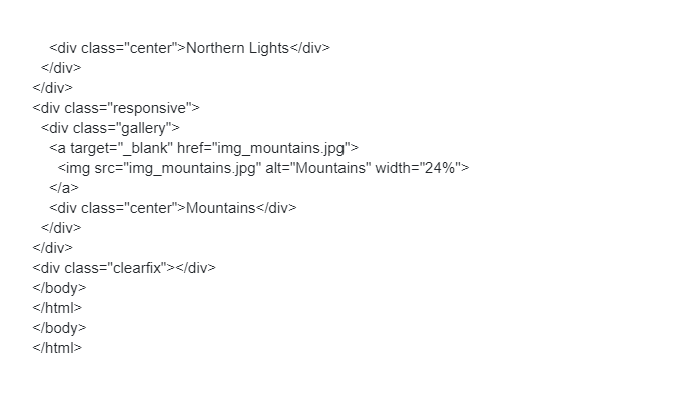 <div class="center">Northern Lights</div>
</div>
</div>
<div class="responsive">
<div class="gallery">
<a target="_blank" href="img_mountains.jpg">
<img src="img_mountains.jpg" alt="Mountains" width="24%">
</a>
<div class="center">Mountains</div>
</div>
</div>
<div class="clearfix"></div>
</body>
</html>
</body>
</html>